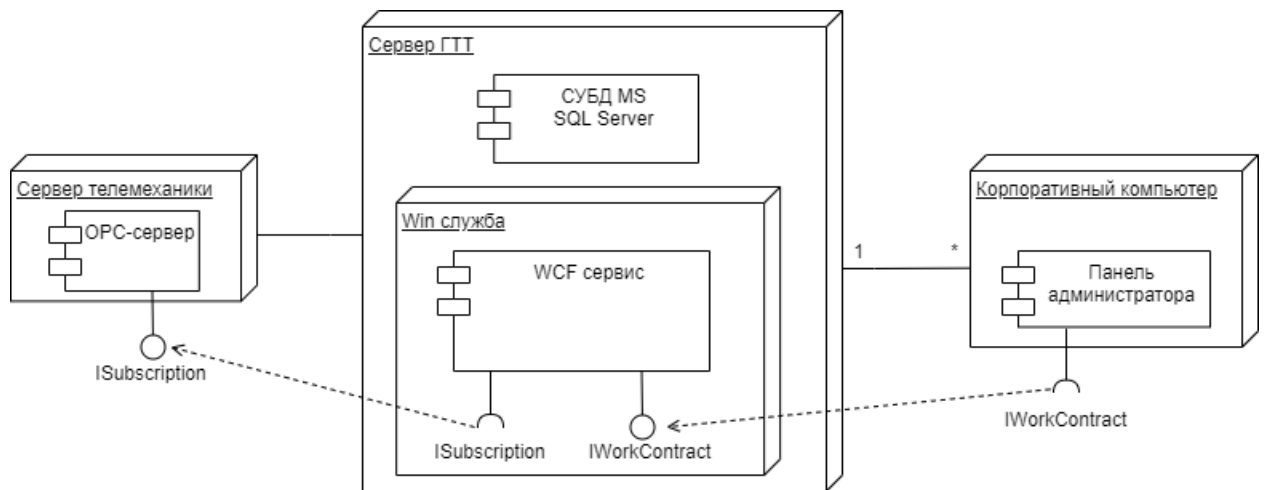 Сервер ГТТ
СУБД MS
SQL Server
Сервер телемеханики
OPC-сервер
ISubscription
Win служба
WCF сервис
ISubscription
IWorkContract
1
*
Корпоративный компьютер
Панель
администратора
IWorkContract